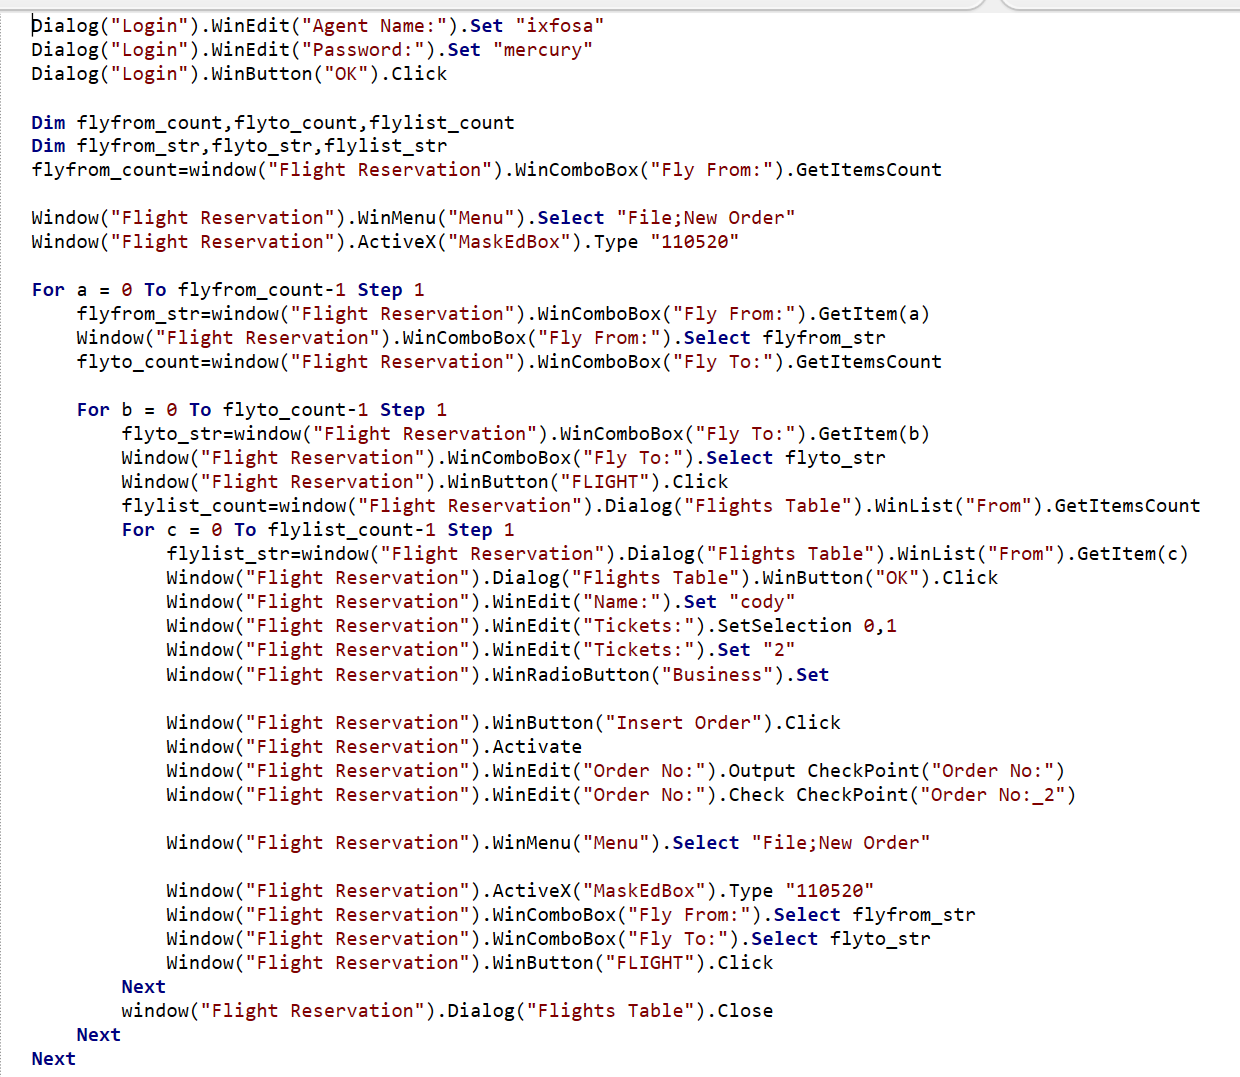 Dialog("Login").WinEdit("Agent Name:").Set "ixfosa"
Dialog("Login").WinEdit("Password:").Set "mercury"
Dialog("Login").WinButton("OK").Click

Dim flyfrom_count,flyto_count,flylist_count
Dim flyfrom_str,flyto_str,flylist_str
flyfrom_count=window("Flight Reservation").WinComboBox("Fly From:").GetItemsCount

Window("Flight Reservation").WinMenu("Menu").Select "File;New Order"
Window("Flight Reservation").ActiveX("MaskEdBox").Type "110520"

For a = 0 To flyfrom_count-1 Step 1
    flyfrom_str=window("Flight Reservation").WinComboBox("Fly From:").GetItem(a)
    Window("Flight Reservation").WinComboBox("Fly From:").Select flyfrom_str
    flyto_count=window("Flight Reservation").WinComboBox("Fly To:").GetItemsCount

    For b = 0 To flyto_count-1 Step 1
        flyto_str=window("Flight Reservation").WinComboBox("Fly To:").GetItem(b)
        Window("Flight Reservation").WinComboBox("Fly To:").Select flyto_str
        Window("Flight Reservation").WinButton("FLIGHT").Click
        flylist_count=window("Flight Reservation").Dialog("Flights Table").WinList("From").GetItemsCount
        For c = 0 To flylist_count-1 Step 1
            flylist_str=window("Flight Reservation").Dialog("Flights Table").WinList("From").GetItem(c)
            Window("Flight Reservation").Dialog("Flights Table").WinButton("OK").Click
            Window("Flight Reservation").WinEdit("Name:").Set "cody"
            Window("Flight Reservation").WinEdit("Tickets:").SetSelection 0,1
            Window("Flight Reservation").WinEdit("Tickets:").Set "2"
            Window("Flight Reservation").WinRadioButton("Business").Set

            Window("Flight Reservation").WinButton("Insert Order").Click
            Window("Flight Reservation").Activate
            Window("Flight Reservation").WinEdit("Order No:").Output CheckPoint("Order No:")
            Window("Flight Reservation").WinEdit("Order No:").Check CheckPoint("Order No:_2")

            Window("Flight Reservation").WinMenu("Menu").Select "File;New Order"

            Window("Flight Reservation").ActiveX("MaskEdBox").Type "110520"
            Window("Flight Reservation").WinComboBox("Fly From:").Select flyfrom_str
            Window("Flight Reservation").WinComboBox("Fly To:").Select flyto_str
            Window("Flight Reservation").WinButton("FLIGHT").Click
        Next
        window("Flight Reservation").Dialog("Flights Table").Close
    Next
Next